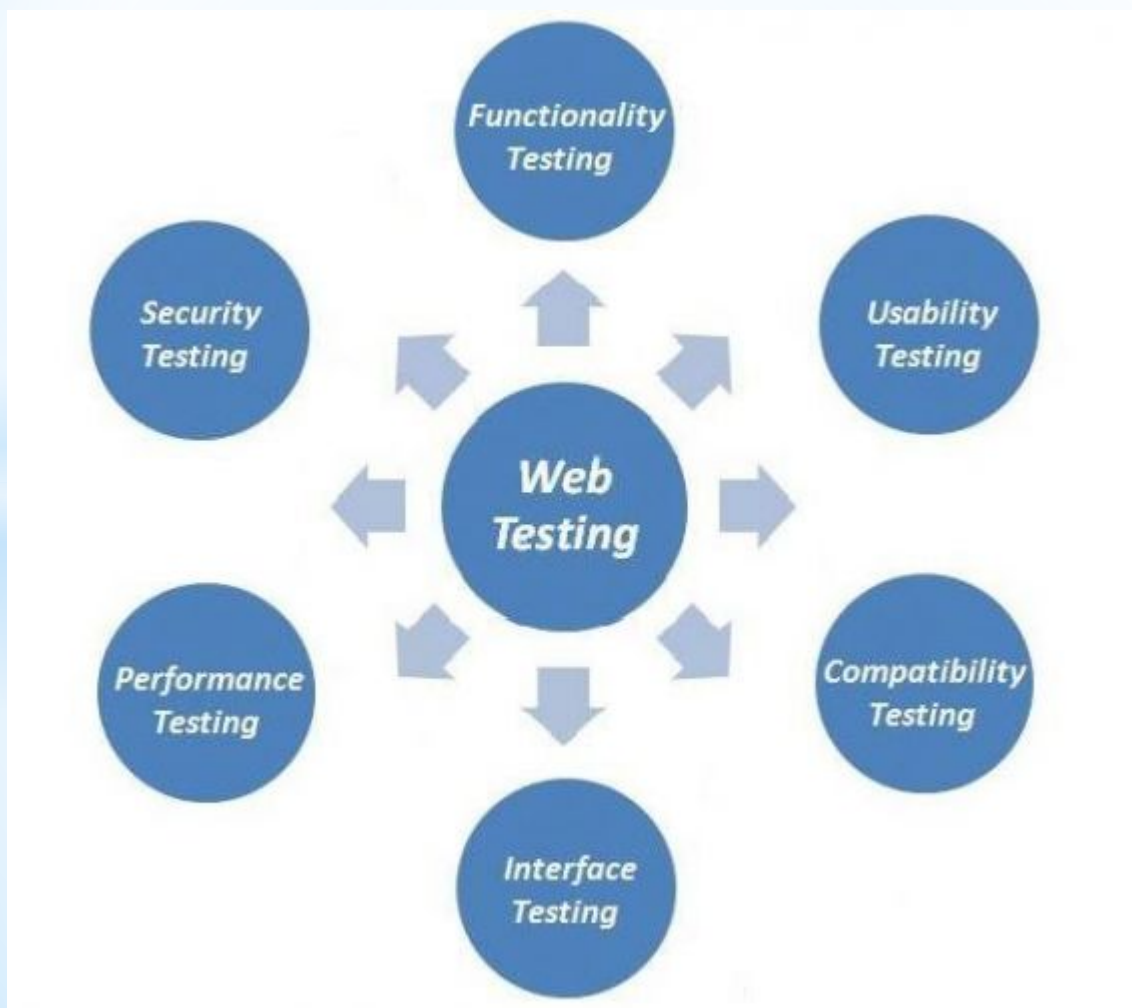 Functionality
Testing
Security
Testing
Usability
Testing
Web
Testing
Performance
Testing
Compatibility
Testing
Interface
Testing